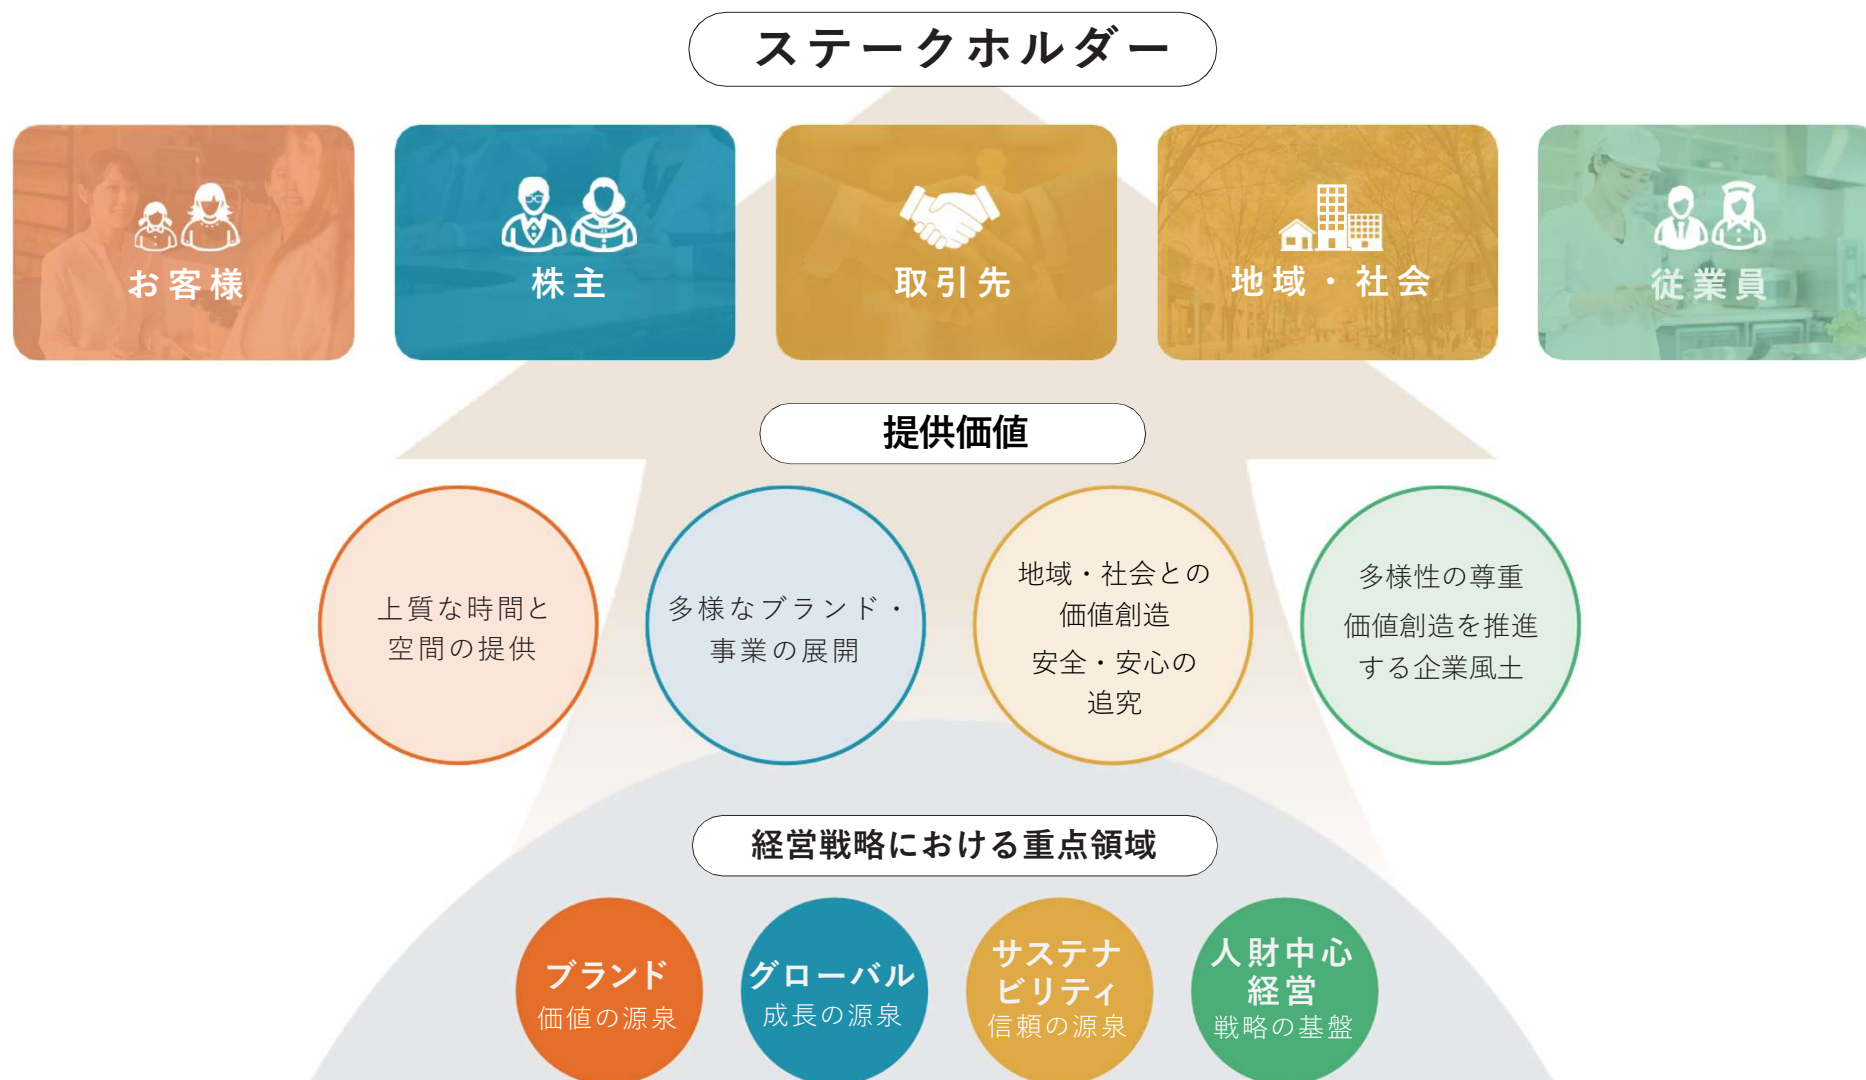 ステークホルダー
お客様
株主
取引先
地域・社会
従業員
提供価値
上質な時間と
空間の提供
多様なブランド・
事業の展開
地域・社会との
価値創造
安全・安心の
追究
多様性の尊重
価値創造を推進
する企業風土
経営戦略における重点領域
ブランド
価値の源泉
グローバル
成長の源泉
サステナ
ビリティ
信頼の源泉
人財中心
経営
戦略の基盤